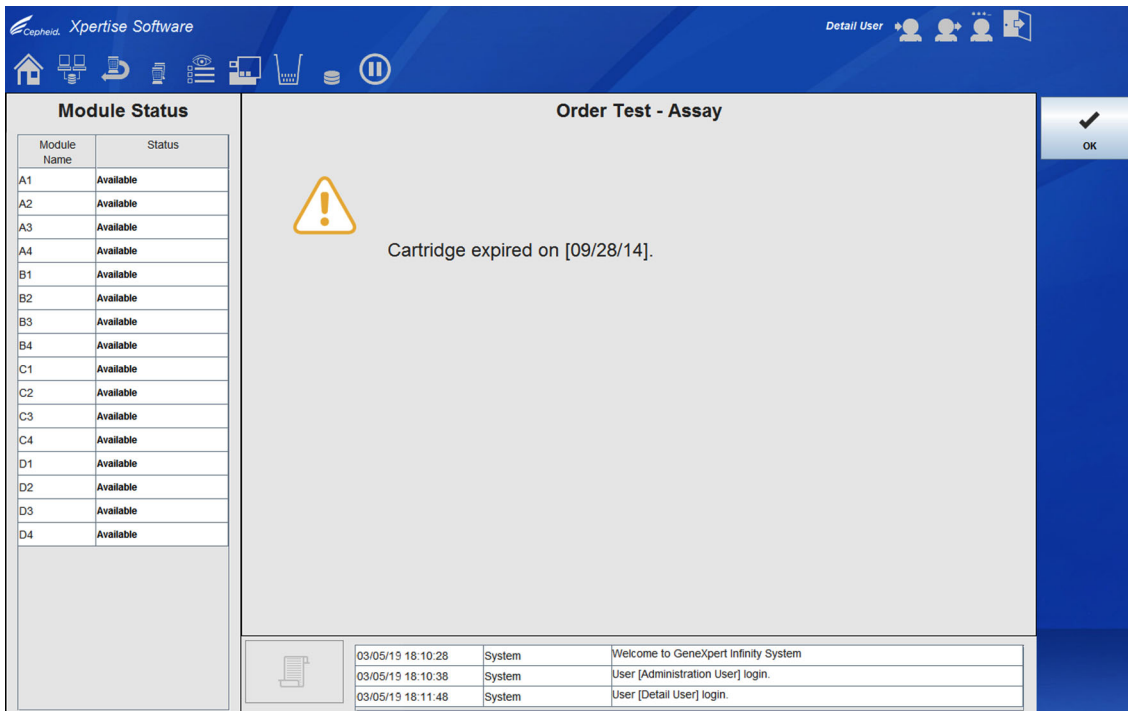 Cepheid. Xpertise Software
Detail User
Module Status
Module Name Status
A1 Available
A2 Available
A3 Available
A4 Available
B1 Available
B2 Available
B3 Available
B4 Available
C1 Available
C2 Available
C3 Available
C4 Available
D1 Available
D2 Available
D3 Available
D4 Available
Order Test - Assay
Cartridge expired on [09/28/14].
OK
03/05/19 18:10:28 System Welcome to GeneXpert Infinity System
03/05/19 18:10:38 System User [Administration User] login.
03/05/19 18:11:48 System User [Detail User] login.